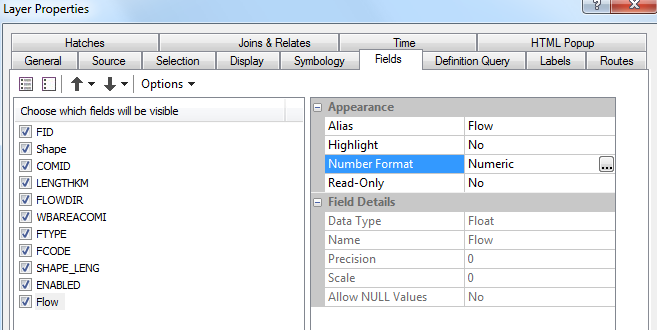 Layer Properties
?
Hatches Joins & Relates Time HTML Popup
General Source Selection Display Symbology Fields Definition Query Labels Routes
Options
Choose which fields will be visible
FID
Shape
COMID
LENGTHKM
FLOWDIR
WBAREACOMI
FTYPE
FCODE
SHAPE_LENG
ENABLED
Flow
Appearance
Alias Flow
Highlight No
Number Format Numeric ...
Read-Only No
Field Details
Data Type Float
Name Flow
Precision 0
Scale 0
Allow NULL Values No